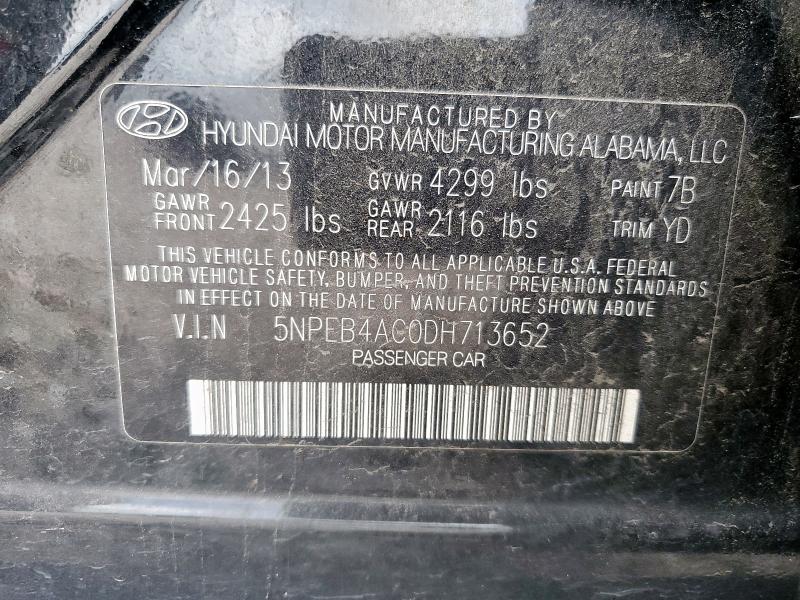 MANUFACTURED BY
HYUNDAI MOTOR MANUFACTURING ALABAMA, LLC
Mar/16/13 GVWR 4299 lbs PAINT 7B
GAWR FRONT 2425 lbs GAWR REAR 2116 lbs TRIM YD
THIS VEHICLE CONFORMS TO ALL APPLICABLE U.S.A. FEDERAL
MOTOR VEHICLE SAFETY, BUMPER, AND THEFT PREVENTION STANDARDS
IN EFFECT ON THE DATE OF MANUFACTURE SHOWN ABOVE
V.I.N 5NPEB4AC0DH713652
PASSENGER CAR